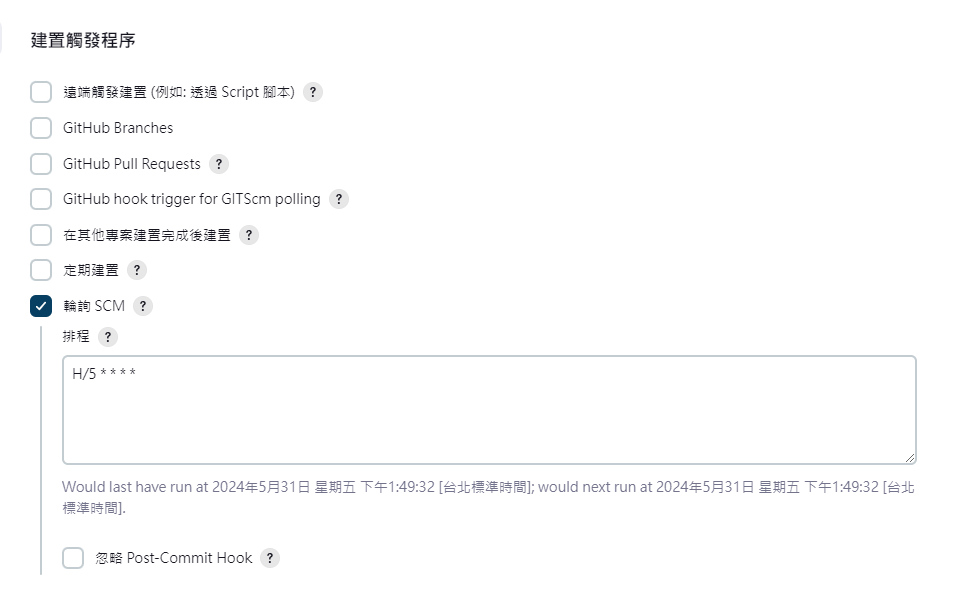 建置觸發程序
遠端觸發建置 (例如: 透過 Script 腳本) ?
GitHub Branches
GitHub Pull Requests ?
GitHub hook trigger for GITScm polling ?
在其他專案建置完成後建置 ?
定期建置 ?
輪詢 SCM ?
排程 ?
H/5 * * * *
Would last have run at 2024年5月31日 星期五 下午1:49:32 [台北標準時間]; would next run at 2024年5月31日 星期五 下午1:49:32 [台北
標準時間].
忽略 Post-Commit Hook ?